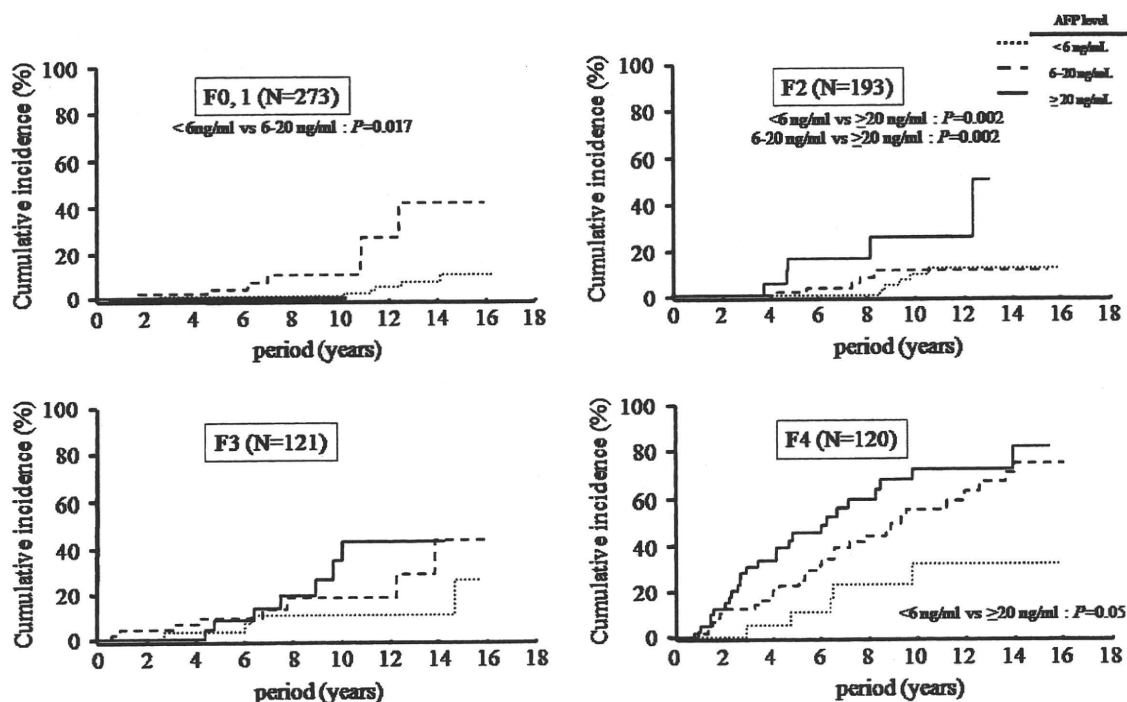 AFP level
< 6 ng/mL
6-20 ng/mL
≥ 20 ng/mL
F0, 1 (N=273)
< 6ng/ml vs 6-20 ng/ml : P=0.017
Cumulative incidence (%)
100
80
60
40
20
0
0 2 4 6 8 10 12 14 16 18
period (years)
F2 (N=193)
<6 ng/ml vs ≥20 ng/ml : P=0.002
6-20 ng/ml vs ≥20 ng/ml : P=0.002
Cumulative incidence (%)
100
80
60
40
20
0
0 2 4 6 8 10 12 14 16 18
period (years)
F3 (N=121)
Cumulative incidence (%)
100
80
60
40
20
0
0 2 4 6 8 10 12 14 16 18
period (years)
F4 (N=120)
<6 ng/ml vs ≥20 ng/ml : P=0.05
Cumulative incidence (%)
100
80
60
40
20
0
0 2 4 6 8 10 12 14 16 18
period (years)